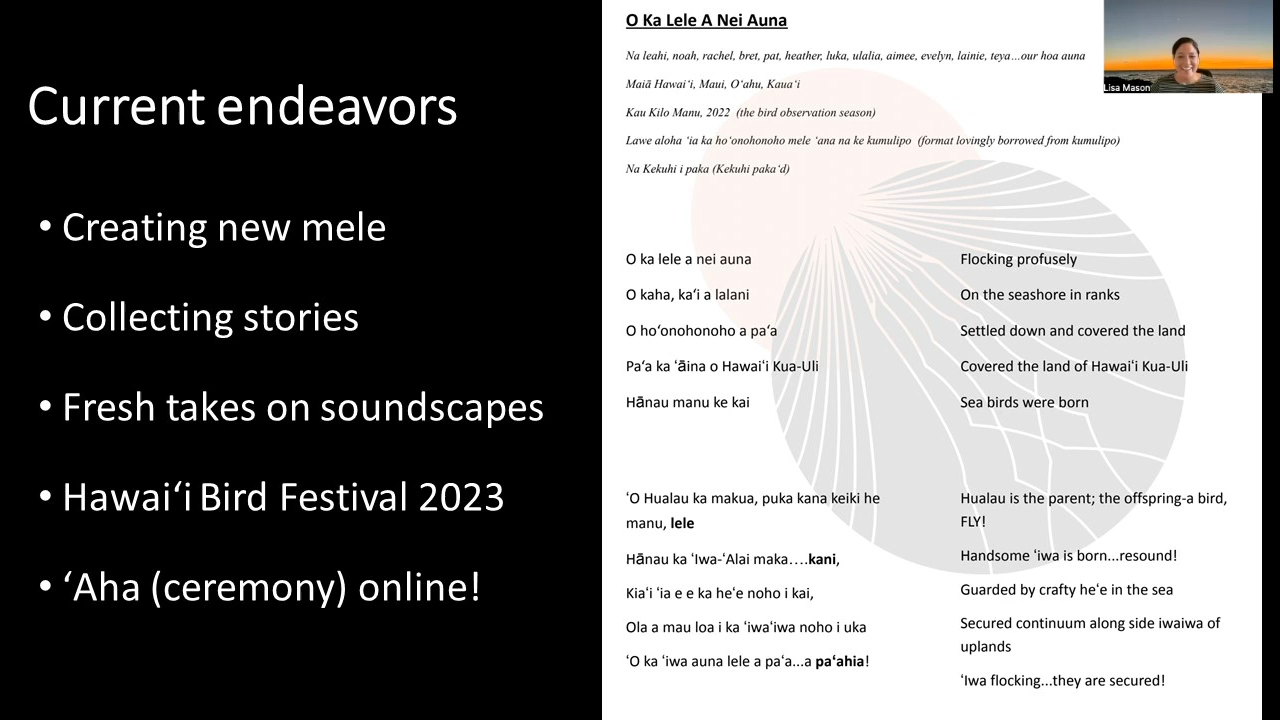 Current endeavors
• Creating new mele
• Collecting stories
• Fresh takes on soundscapes
• Hawaiʻi Bird Festival 2023
• ʻAha (ceremony) online!
O Ka Lele A Nei Auna
Na leahi, noah, rachel, bret, pat, heather, luka, ulalia, aimee, evelyn, lainie, teya…our hoa auna
Maiā Hawaiʻi, Maui, Oʻahu, Kauaʻi
Kau Kilo Manu, 2022 (the bird observation season)
Lawe aloha ʻia ka hoʻonohonoho mele ʻana na ke kumulipo (format lovingly borrowed from kumulipo)
Na Kekuhi i paka (Kekuhi pakaʻd)
Lisa Mason
O ka lele a nei auna
O kaha, kaʻi a lalani
O hoʻonohonoho a paʻa
Paʻa ka ʻāina o Hawaiʻi Kua-Uli
Hānau manu ke kai
Flocking profusely
On the seashore in ranks
Settled down and covered the land
Covered the land of Hawaiʻi Kua-Uli
Sea birds were born
ʻO Hualau ka makua, puka kana keiki he
manu, lele
Hānau ka ʻIwa-ʻAlai maka….kani,
Kiaʻi ʻia e e ka heʻe noho i kai,
Ola a mau loa i ka ʻiwaʻiwa noho i uka
ʻO ka ʻiwa auna lele a paʻa...a paʻahia!
Hualau is the parent; the offspring-a bird,
FLY!
Handsome ʻiwa is born...resound!
Guarded by crafty heʻe in the sea
Secured continuum along side iwaiwa of
uplands
ʻIwa flocking...they are secured!